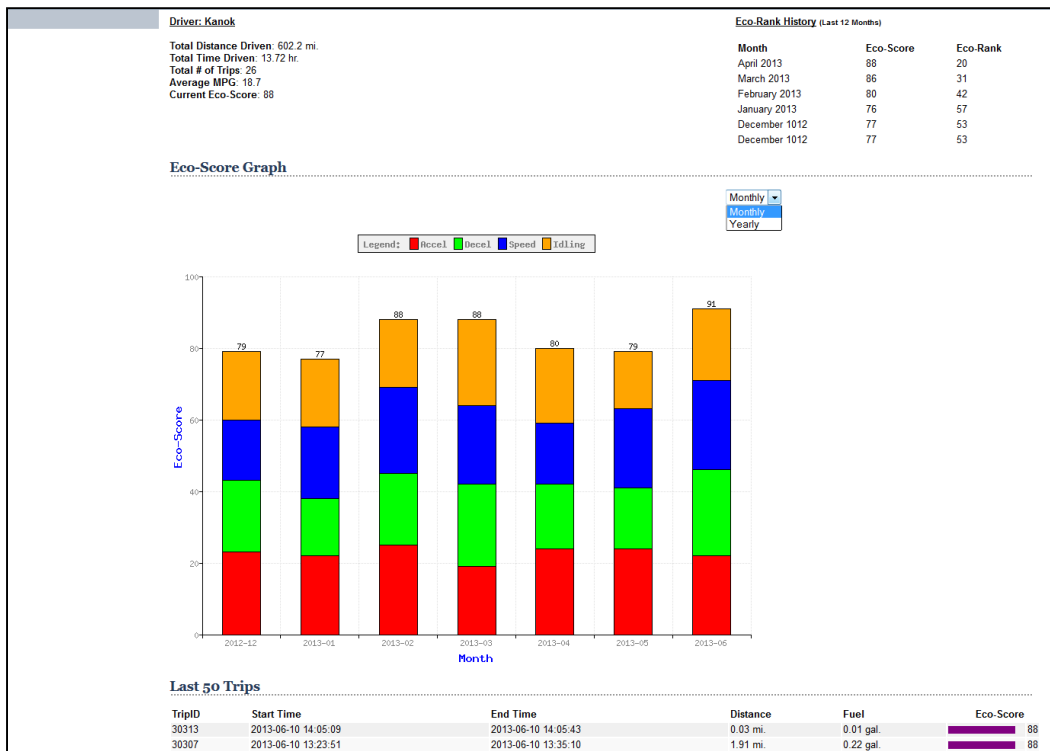 Driver: Kanok
Total Distance Driven: 602.2 mi.
Total Time Driven: 13.72 hr.
Total # of Trips: 26
Average MPG: 18.7
Current Eco-Score: 88
Eco-Rank History (Last 12 Months)
Month Eco-Score Eco-Rank
April 2013 88 20
March 2013 86 31
February 2013 80 42
January 2013 76 57
December 1012 77 53
December 1012 77 53
Eco-Score Graph
Monthly
Monthly
Yearly
Legend: Accel Decel Speed Idling
100
80
60
40
20
0
Eco-Score
79 77 88 88 80 79 91
2012-12 2013-01 2013-02 2013-03 2013-04 2013-05 2013-06
Month
Last 50 Trips
TripID Start Time End Time Distance Fuel Eco-Score
30313 2013-06-10 14:05:09 2013-06-10 14:05:43 0.03 mi. 0.01 gal. 88
30307 2013-06-10 13:23:51 2013-06-10 13:35:10 1.91 mi. 0.22 gal. 88